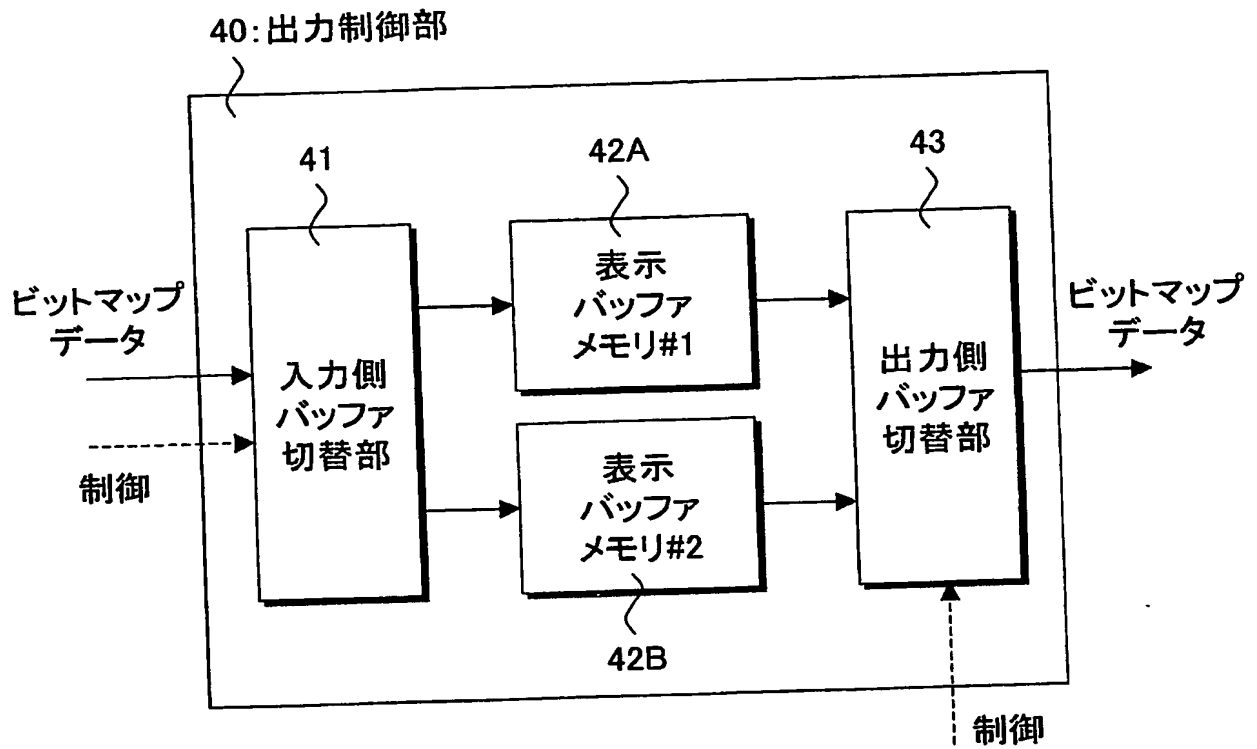 40:出力制御部
41
42A
43
表示
バッファ
メモリ#1
ビットマップ
データ
ビットマップ
データ
入力側
バッファ
切替部
出力側
バッファ
切替部
制御
表示
バッファ
メモリ#2
42B
制御